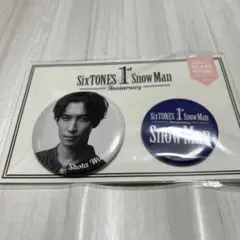 SixTONES 1st Snow Man
Anniversary
Shota W
SixTONES 1st Snow Man
Anniversary
Snow Man